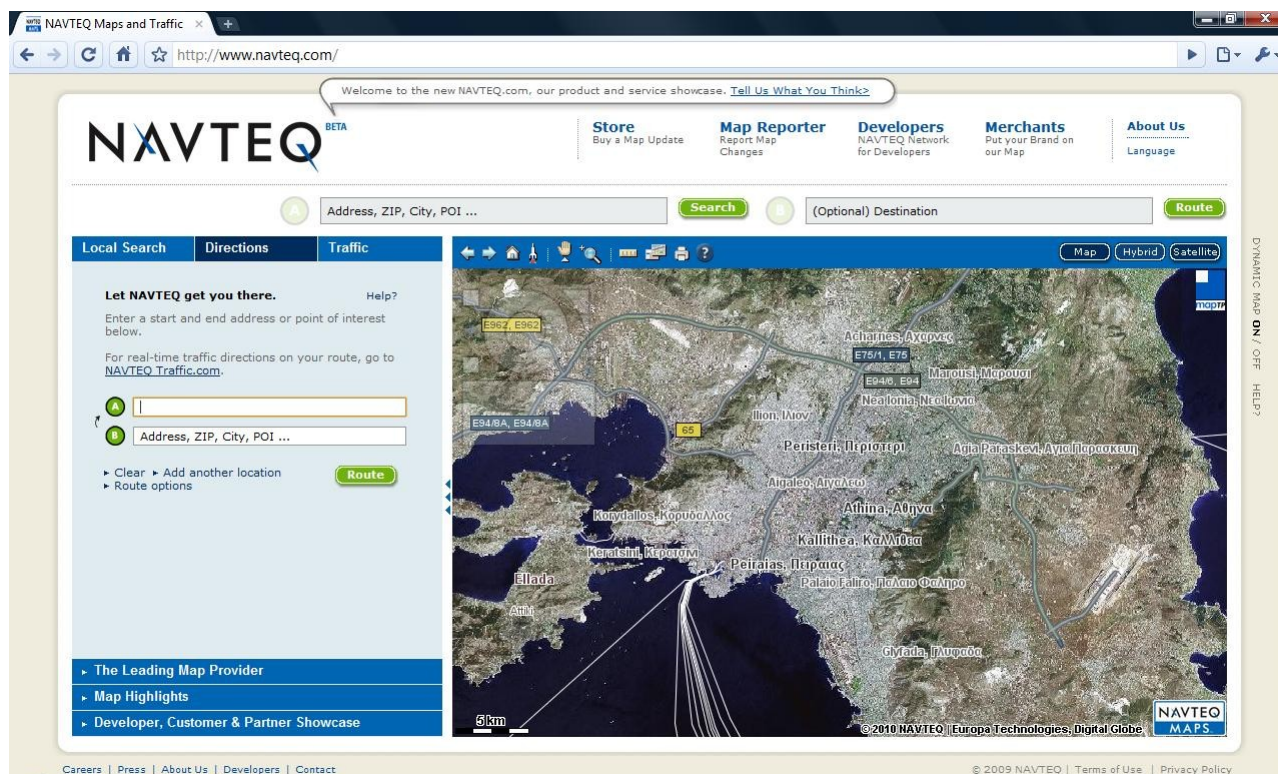 NAVTEQ Maps and Traffic
http://www.navteq.com/
Welcome to the new NAVTEQ.com, our product and service showcase. Tell Us What You Think>
NAVTEQ BETA
Store
Buy a Map Update
Map Reporter
Report Map
Changes
Developers
NAVTEQ Network
for Developers
Merchants
Put your Brand on
our Map
About Us
Language
A
Address, ZIP, City, POI ...
Search
B
(Optional) Destination
Route
Local Search
Directions
Traffic
Map
Hybrid
Satellite
DYNAMIC MAP ON / OFF HELP?
Let NAVTEQ get you there.
Help?
Enter a start and end address or point of interest
below.
For real-time traffic directions on your route, go to
NAVTEQ Traffic.com.
A
B
Address, ZIP, City, POI ...
Clear
Add another location
Route options
Route
The Leading Map Provider
Map Highlights
Developer, Customer & Partner Showcase
E962, E962
Acharnes, Αχαρνες
E75/1, E75
E94/6, E94
Marousi, Μαρουσι
Nea Ionia, Νεα Ιωνια
Ilion, Ιλιον
E94/8A, E94/8A
65
Peristeri, Περιστερι
Agia Paraskevi, Αγια Παρασκευη
Aigaleo, Αιγαλεω
Athina, Αθηνα
Korydallos, Κορυδαλλος
Kallithea, Καλλιθεα
Keratsini, Κερατσινι
Peiraias, Πειραιας
Ellada
Palaio Faliro, Παλαιο Φαληρο
Attiki
Glyfada, Γλυφαδα
5 km
© 2010 NAVTEQ | Europa Technologies, Digital Globe
NAVTEQ
MAPS.
Careers | Press | About Us | Developers | Contact
© 2009 NAVTEQ | Terms of Use | Privacy Policy